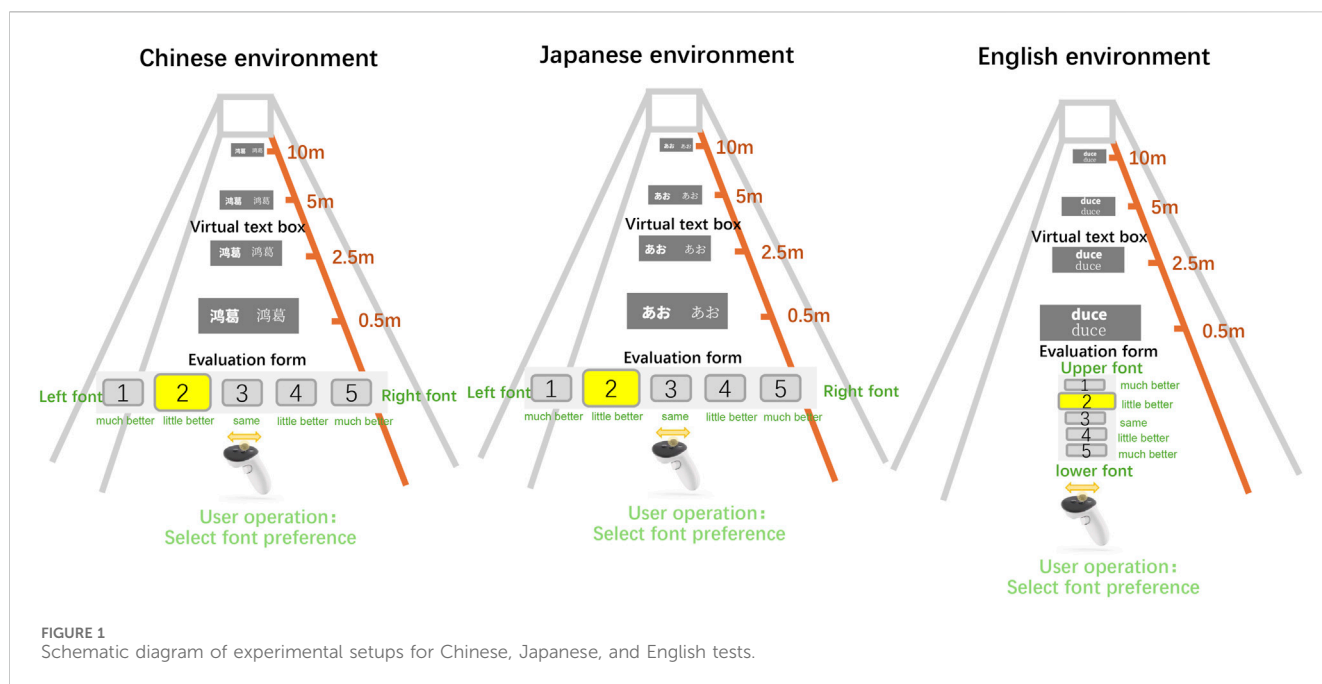 Chinese environment
鸿葛 鸿葛
10m
鸿葛 鸿葛
5m
Virtual text box
鸿葛 鸿葛
2.5m
鸿葛 鸿葛
0.5m
Evaluation form
Left font 1 2 3 4 5 Right font
much better little better same little better much better
User operation:
Select font preference
Japanese environment
あお あお
10m
あお あお
5m
Virtual text box
あお あお
2.5m
あお あお
0.5m
Evaluation form
Left font 1 2 3 4 5 Right font
much better little better same little better much better
User operation:
Select font preference
English environment
duce
duce
10m
duce
duce
5m
Virtual text box
duce
duce
2.5m
duce
duce
0.5m
Evaluation form
Upper font
1 much better
2 little better
3 same
4 little better
5 much better
lower font
User operation:
Select font preference
FIGURE 1
Schematic diagram of experimental setups for Chinese, Japanese, and English tests.